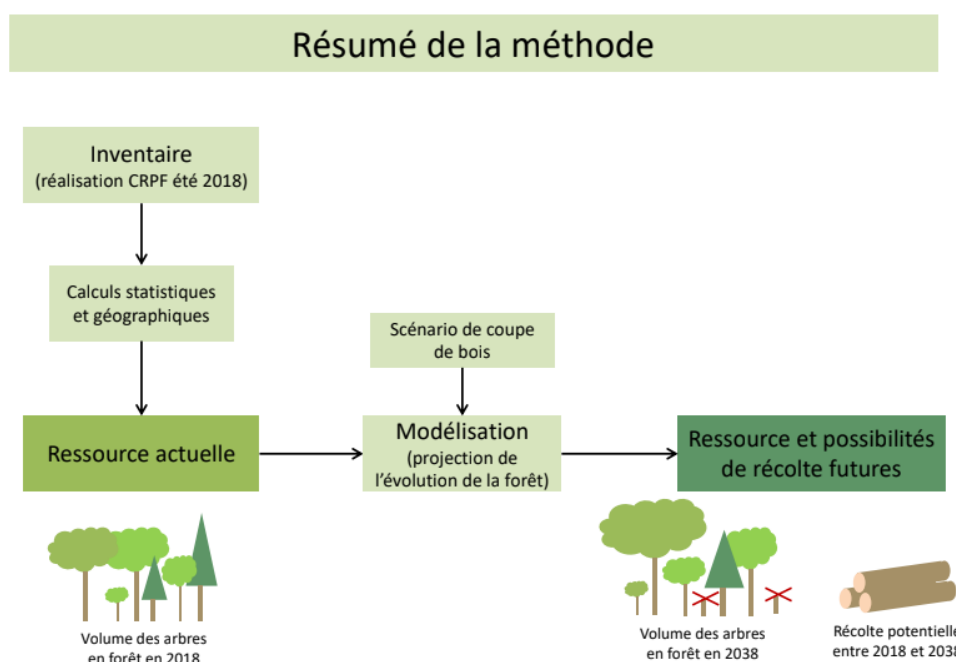 Résumé de la méthode
Inventaire
(réalisation CRPF été 2018)
Calculs statistiques
et géographiques
Scénario de coupe
de bois
Ressource actuelle
Modélisation
(projection de
l’évolution de la forêt)
Ressource et possibilités
de récolte futures
Volume des arbres
en forêt en 2018
Volume des arbres
en forêt en 2038
Récolte potentielle
entre 2018 et 2038